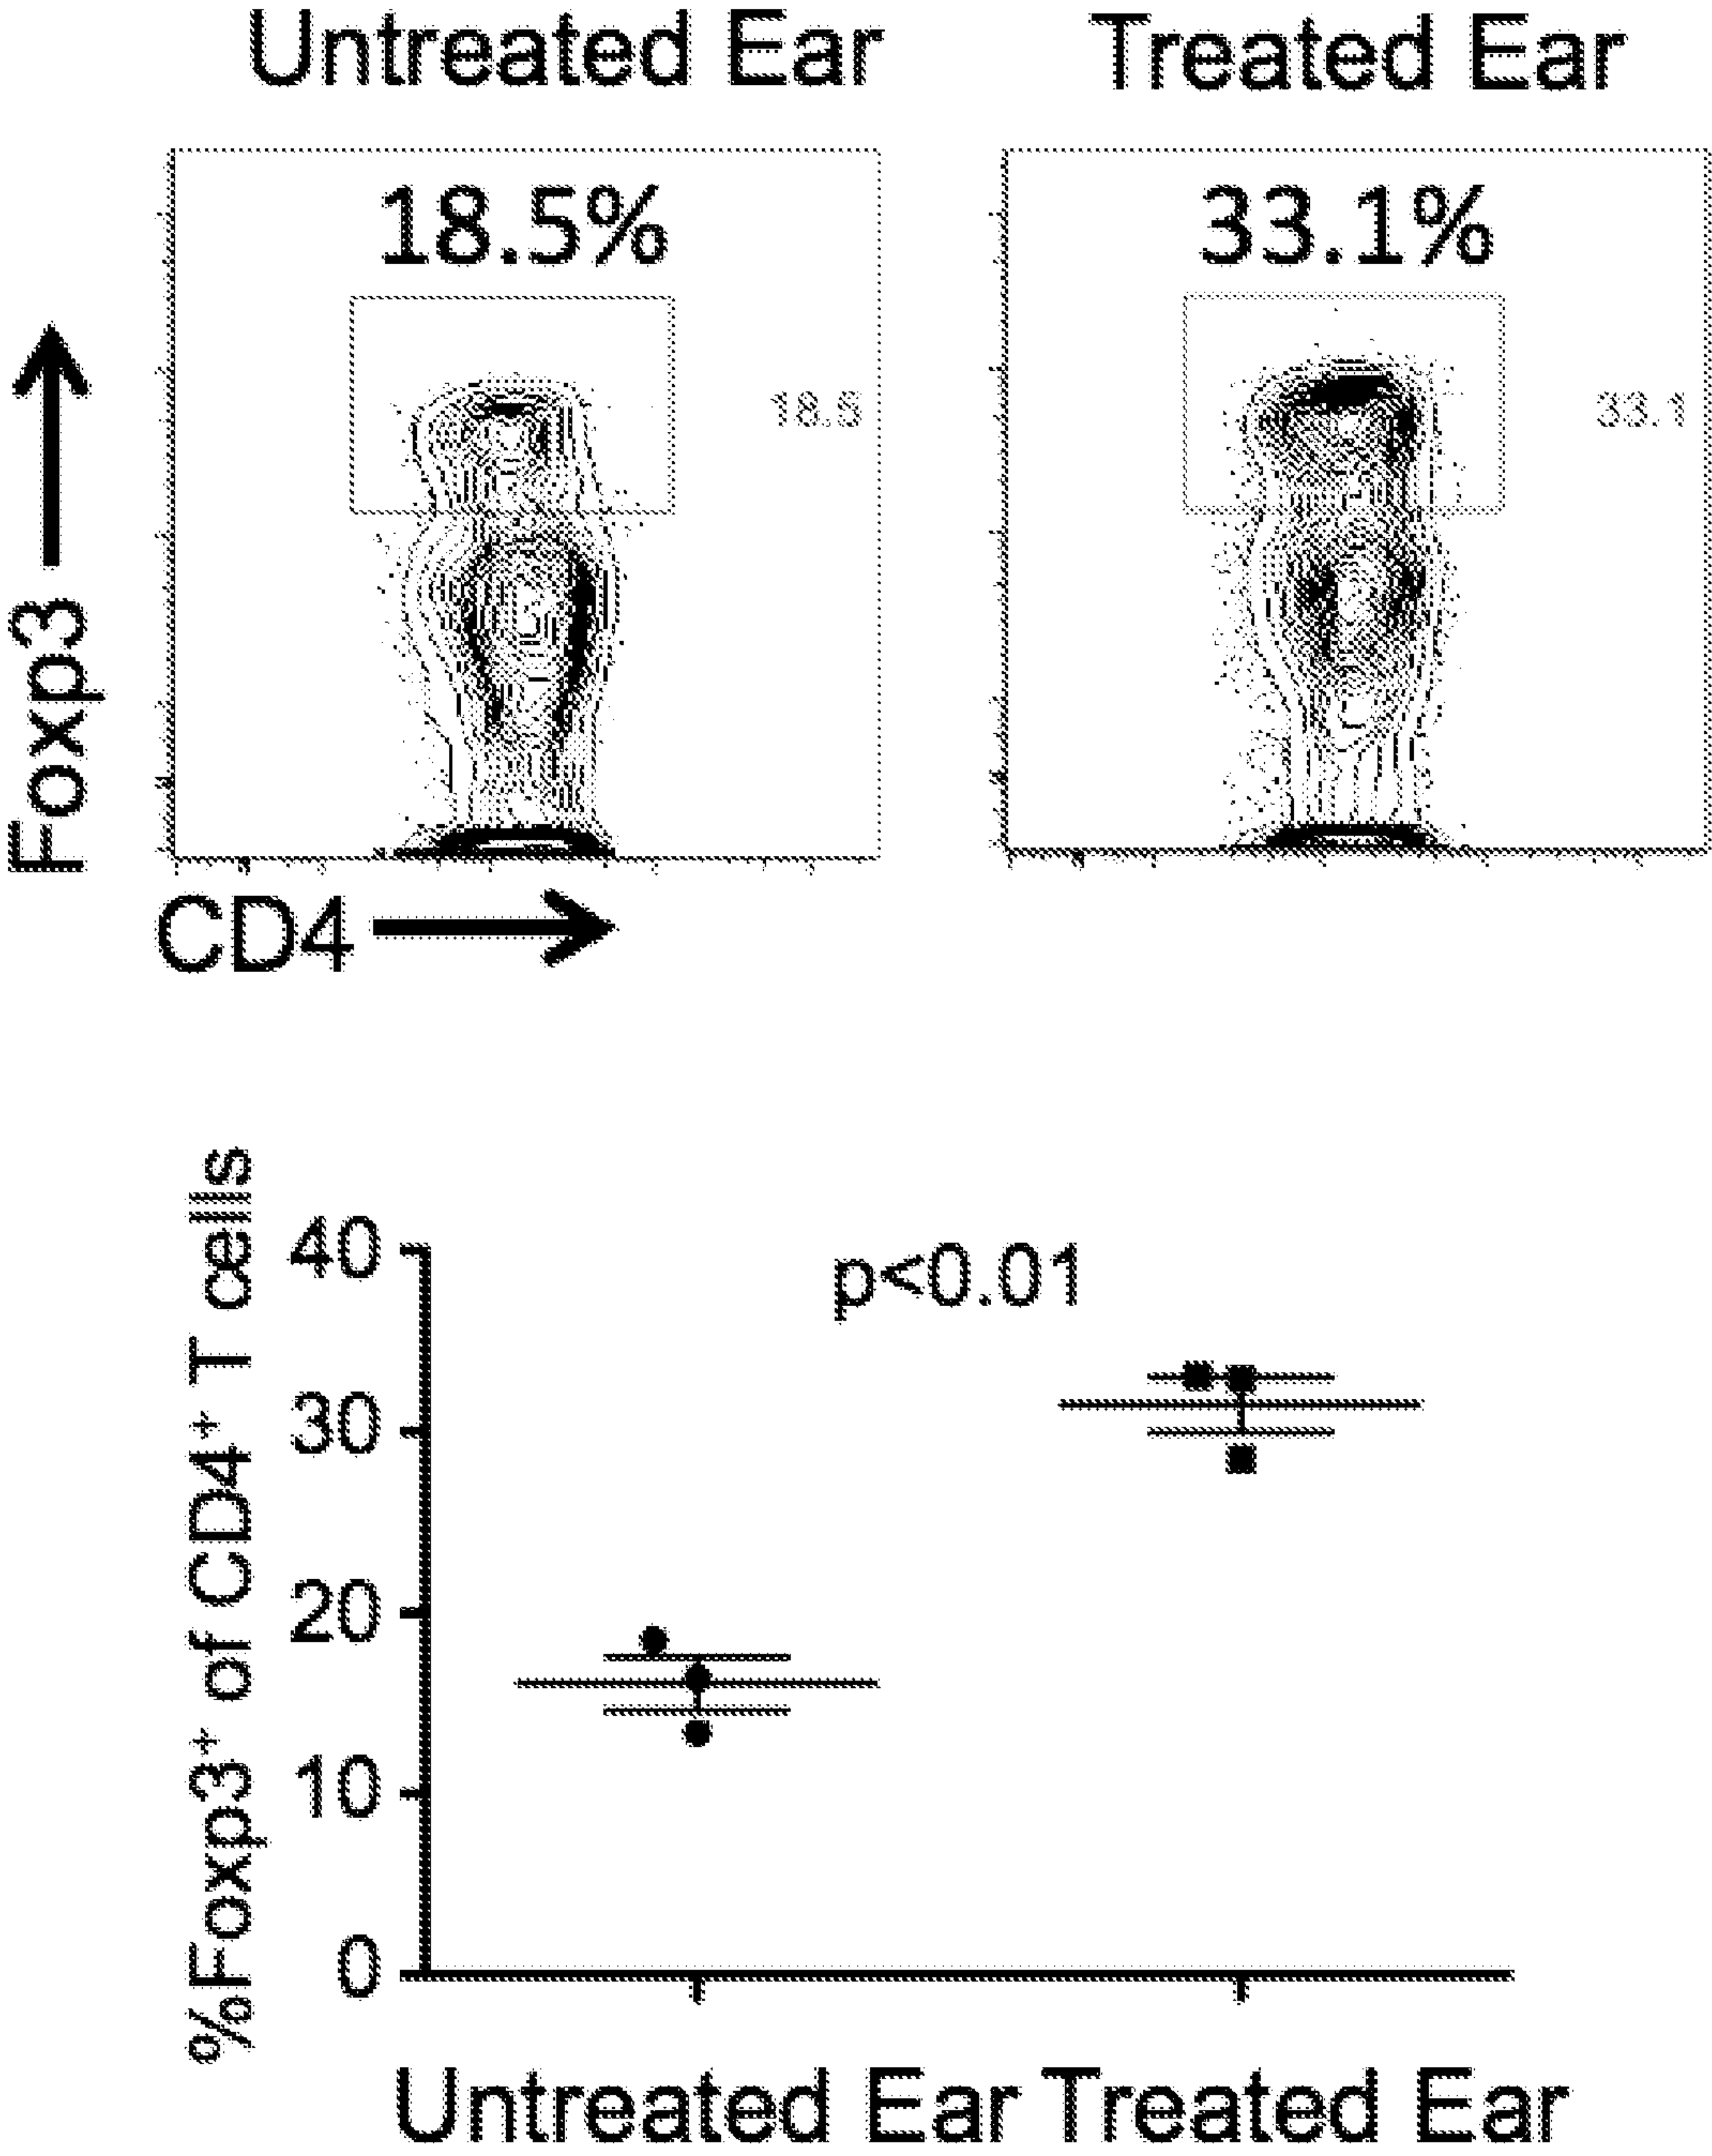 Untreated Ear
Treated Ear
18.5%
33.1%
18.5
33.1
Foxp3
CD4
%Foxp3⁺ of CD4⁺ T cells
40
30
20
10
0
p<0.01
Untreated Ear Treated Ear